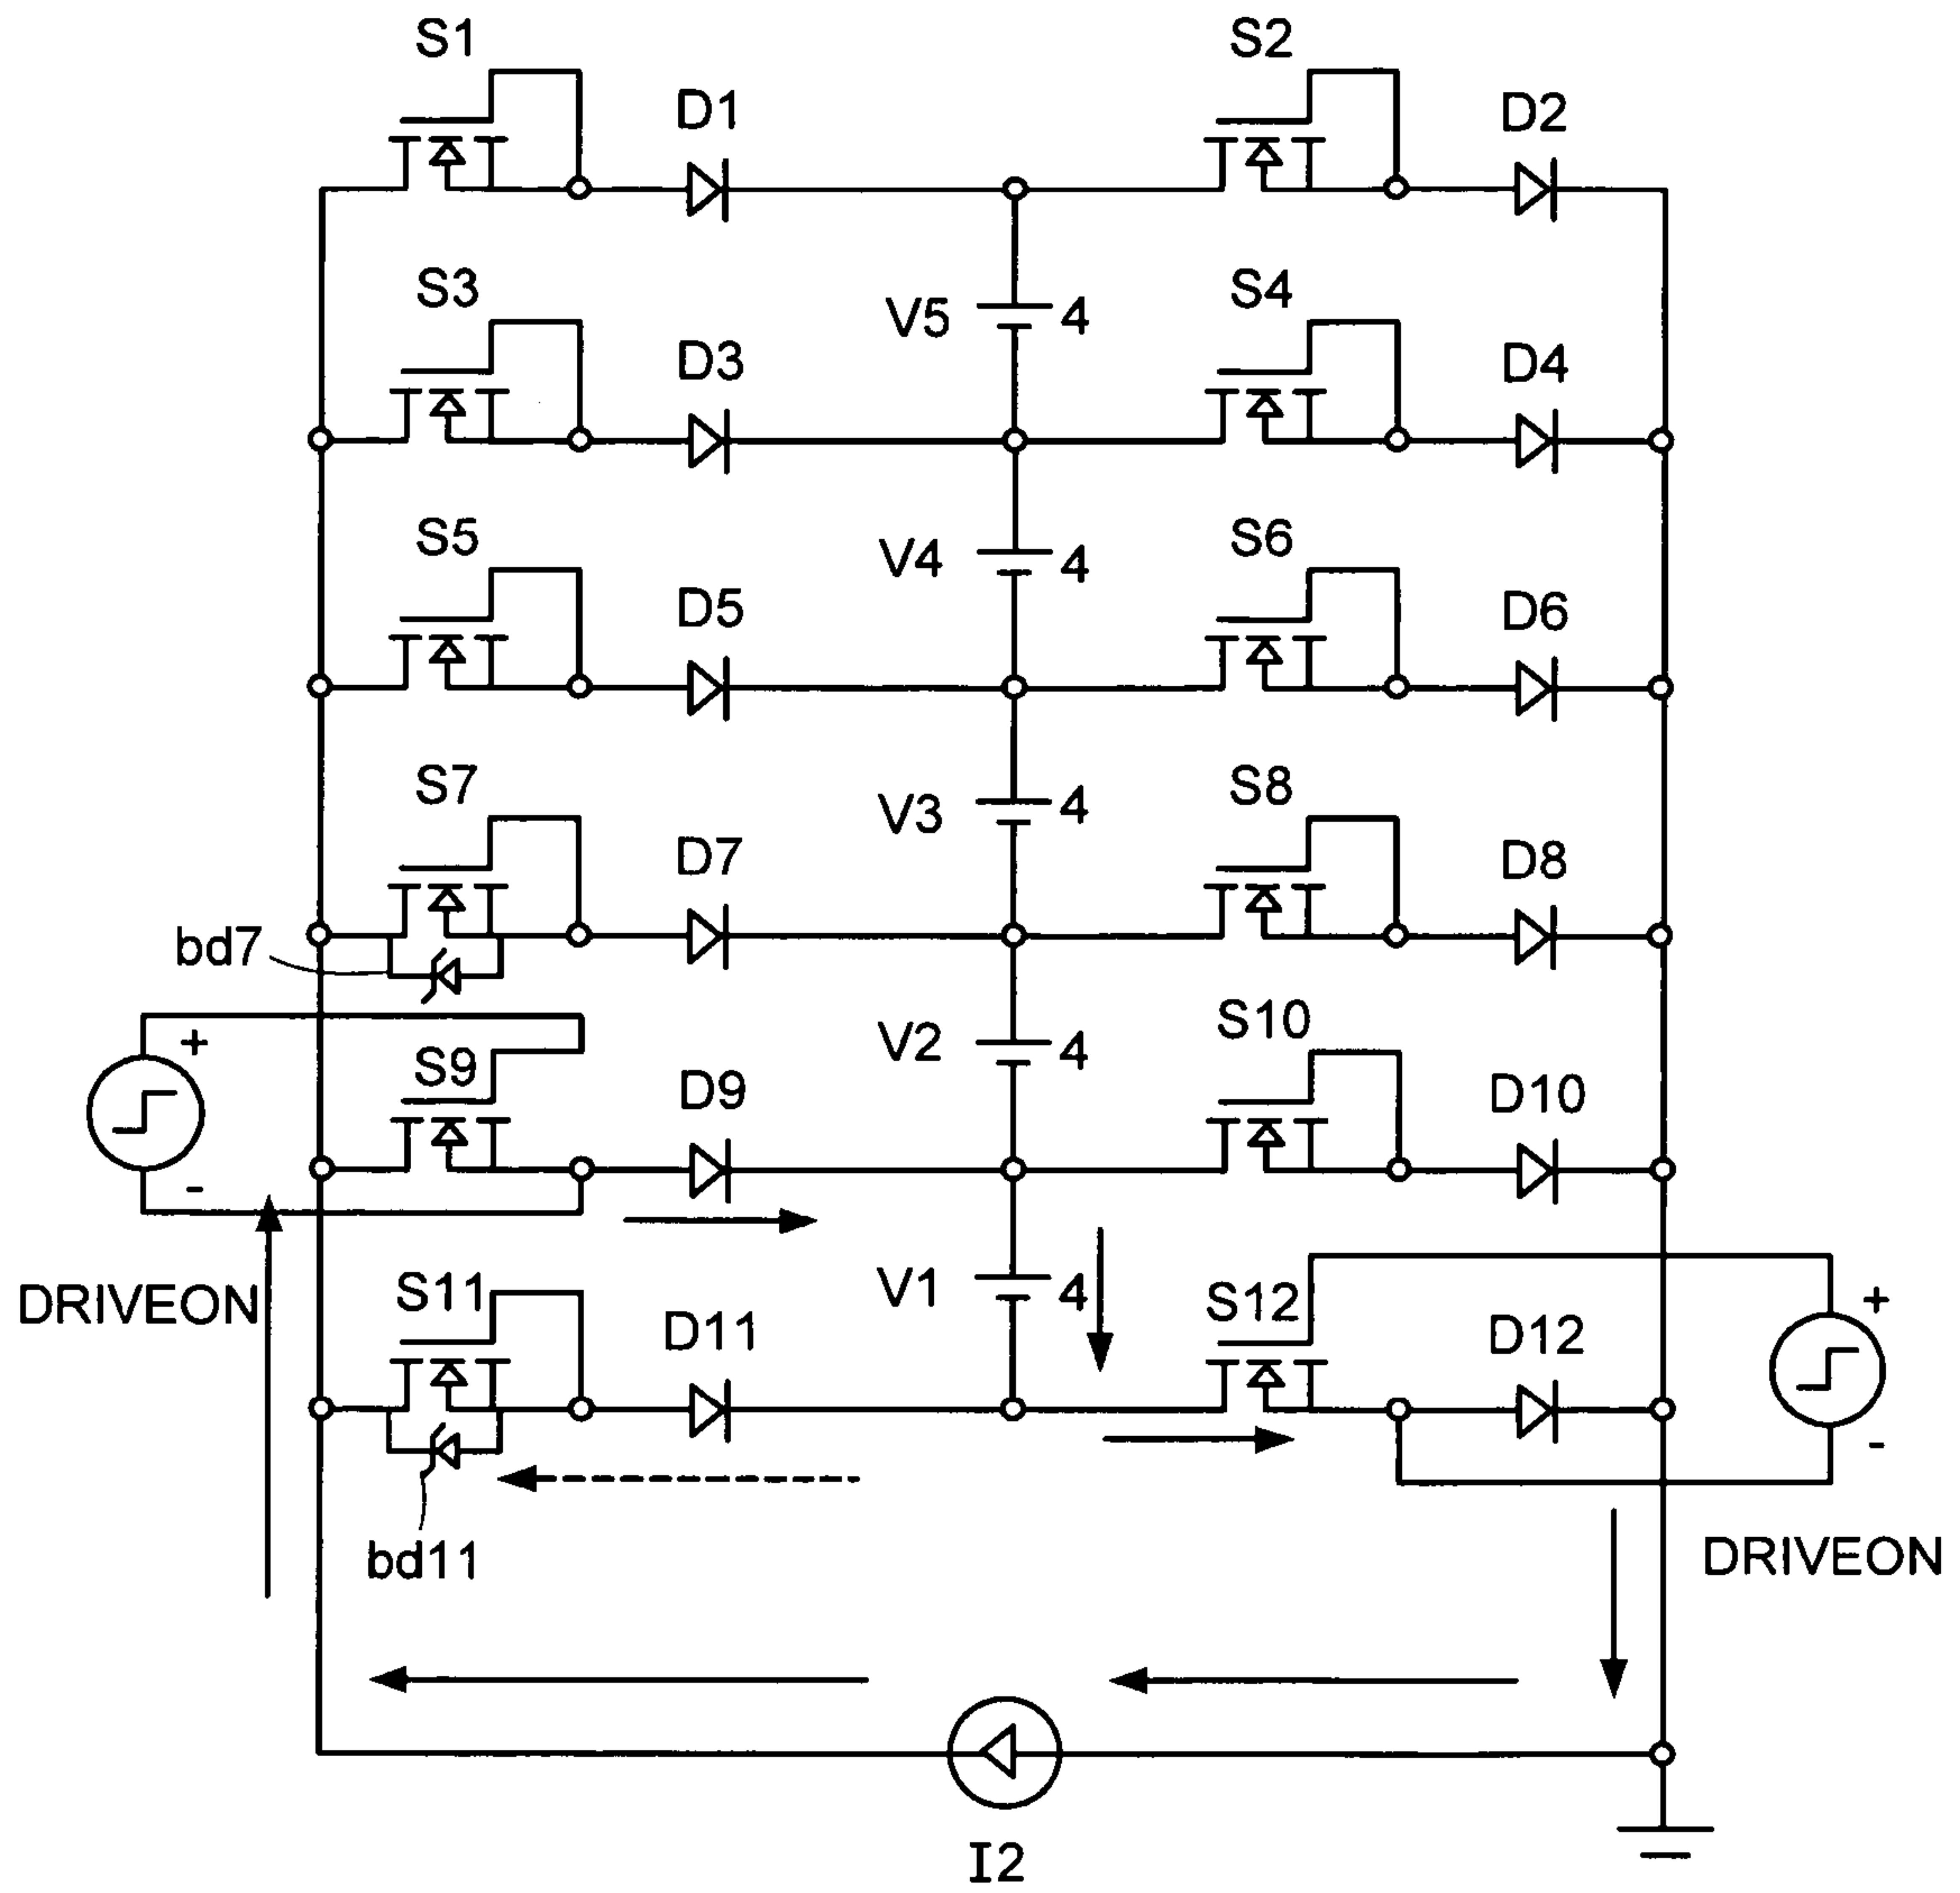 S1
S2
D1
D2
S3
S4
V5
4
D3
D4
S5
S6
V4
4
D5
D6
S7
S8
V3
4
D7
D8
bd7
S10
+
V2
4
S9
D9
D10
-
S11
V1
4
S12
+
DRIVEON
D11
D12
-
bd11
DRIVEON
I2